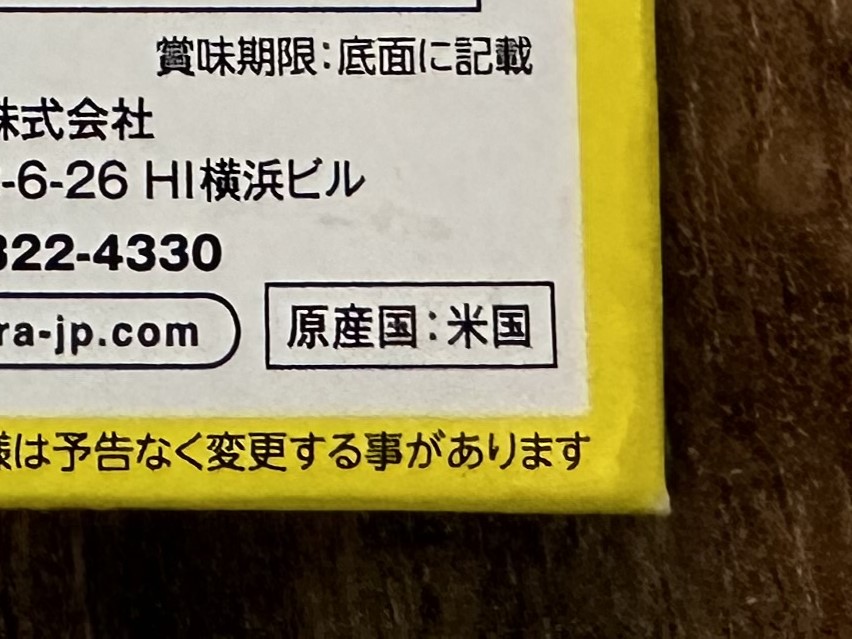 賞味期限：底面に記載
株式会社
-6-26 HI横浜ビル
322-4330
ra-jp.com
原産国：米国
様は予告なく変更する事があります